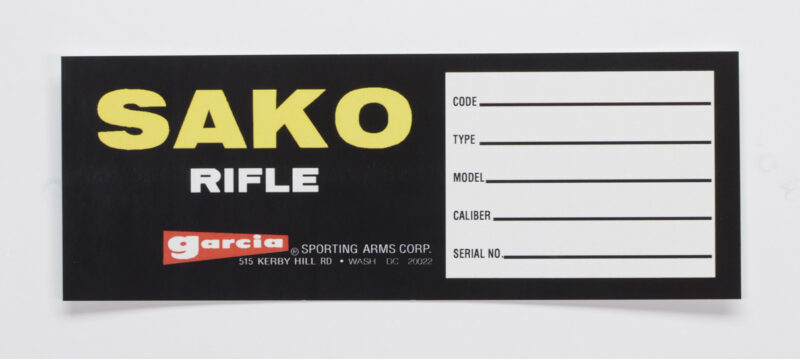 SAKO
RIFLE
garcia ® SPORTING ARMS CORP.
515 KERBY HILL RD • WASH DC 20022
CODE
TYPE
MODEL
CALIBER
SERIAL NO.